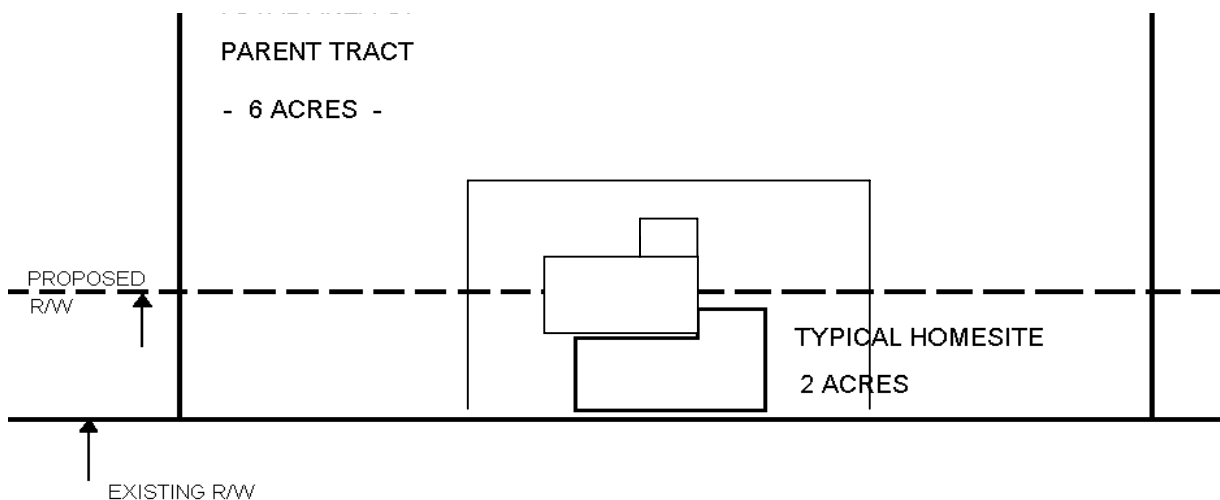 PARENT TRACT
- 6 ACRES -
PROPOSED
R/W
TYPICAL HOMESITE
2 ACRES
EXISTING R/W